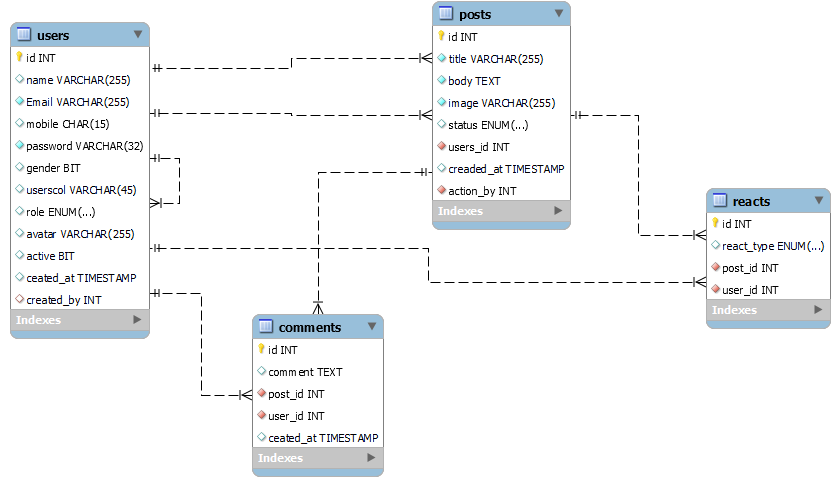 users
id INT
name VARCHAR(255)
Email VARCHAR(255)
mobile CHAR(15)
password VARCHAR(32)
gender BIT
userscol VARCHAR(45)
role ENUM(...)
avatar VARCHAR(255)
active BIT
ceated_at TIMESTAMP
created_by INT
Indexes
posts
id INT
title VARCHAR(255)
body TEXT
image VARCHAR(255)
status ENUM(...)
users_id INT
creaded_at TIMESTAMP
action_by INT
Indexes
comments
id INT
comment TEXT
post_id INT
user_id INT
ceated_at TIMESTAMP
Indexes
reacts
id INT
react_type ENUM(...)
post_id INT
user_id INT
Indexes